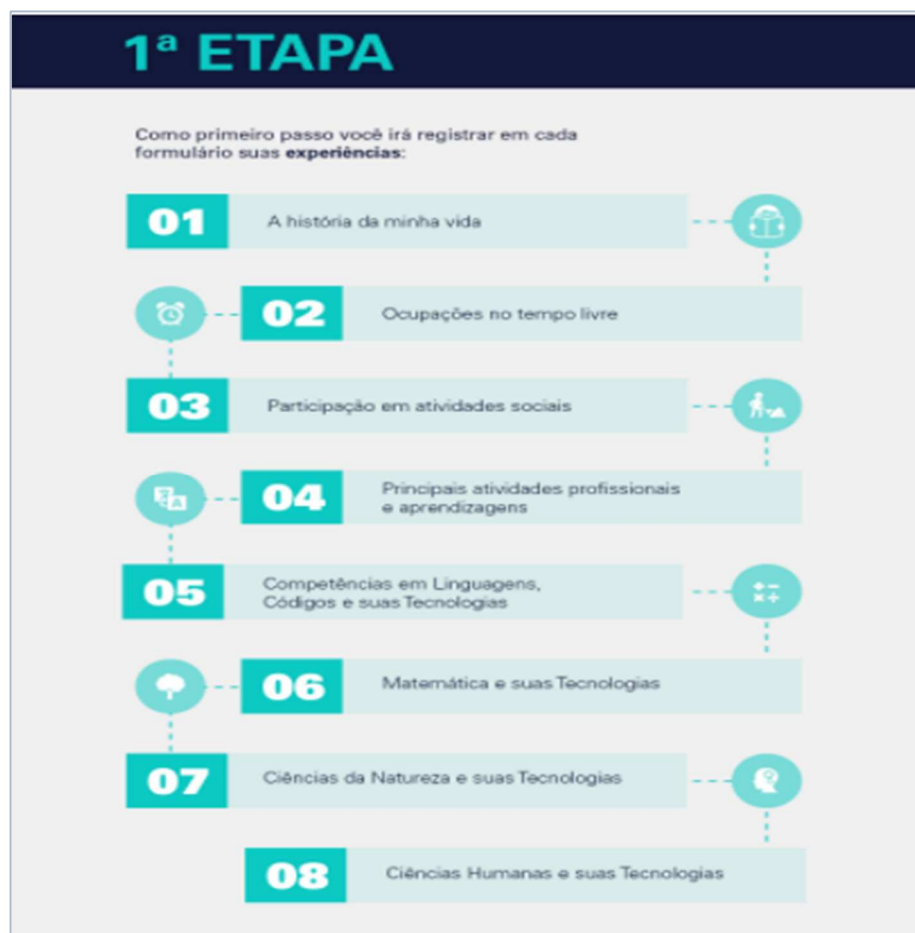 1ª ETAPA
Como primeiro passo você irá registrar em cada
formulário suas experiências:
01
A história da minha vida
02
Ocupações no tempo livre
03
Participação em atividades sociais
04
Principais atividades profissionais
e aprendizagens
05
Competências em Linguagens,
Códigos e suas Tecnologias
06
Matemática e suas Tecnologias
07
Ciências da Natureza e suas Tecnologias
08
Ciências Humanas e suas Tecnologias